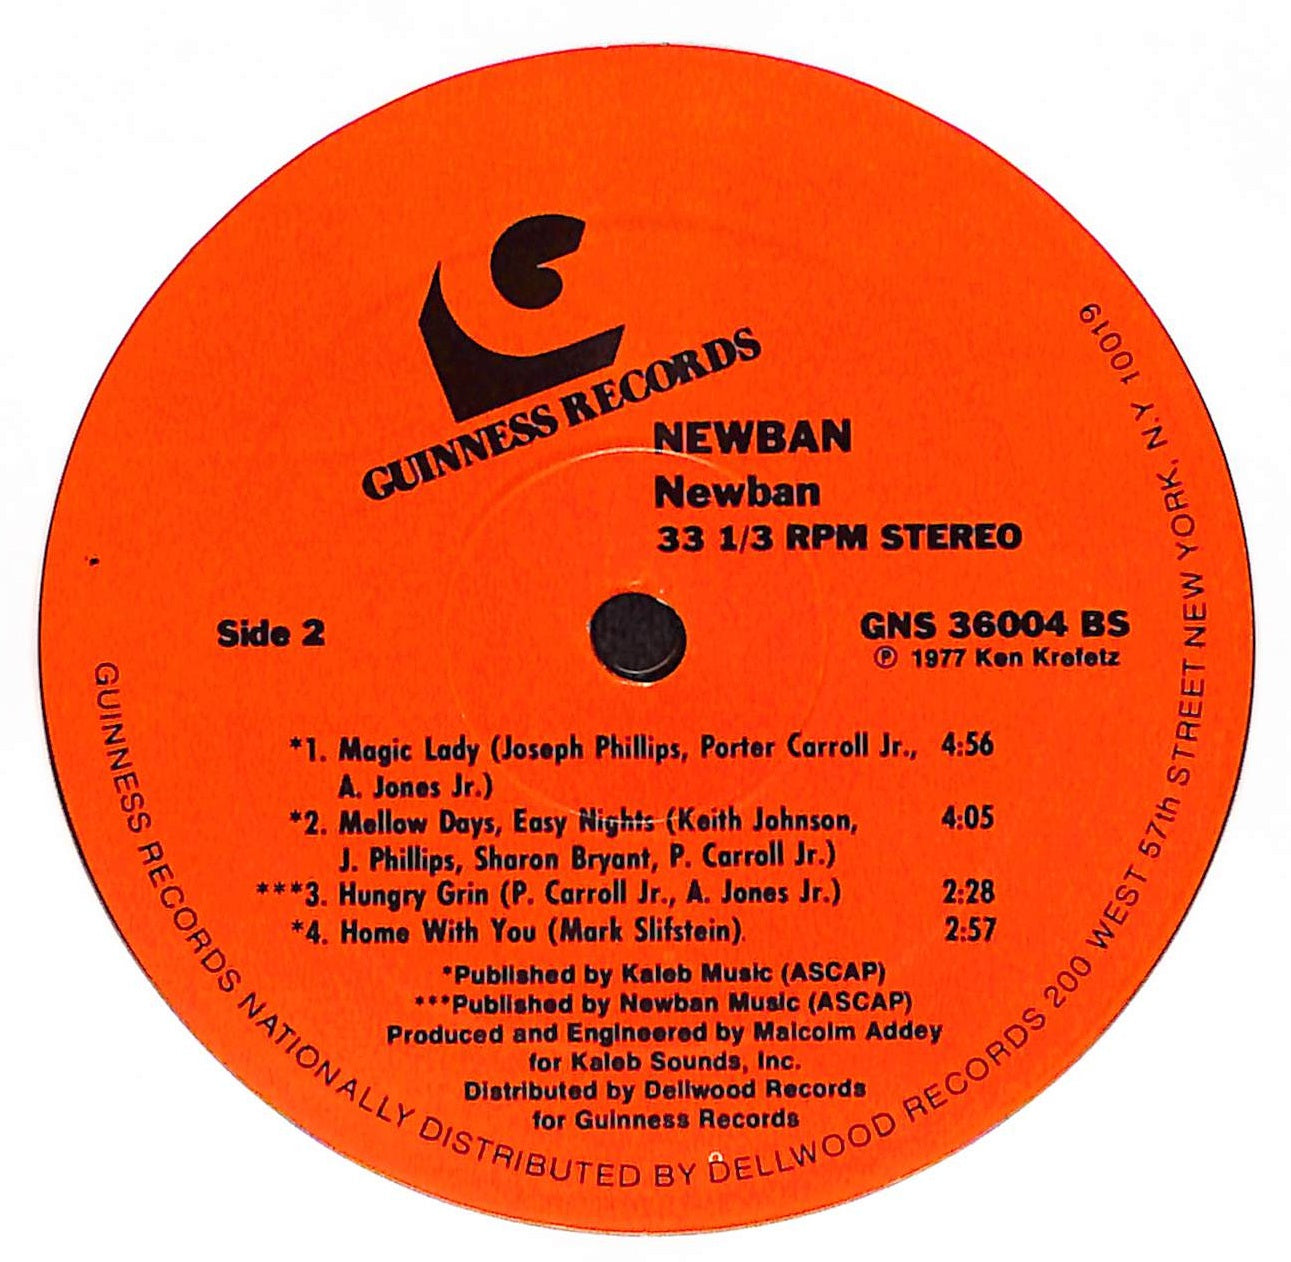 GUINNESS RECORDS
NEWBAN
Newban
33 1/3 RPM STEREO
Side 2
GNS 36004 BS
℗ 1977 Ken Krefetz
*1. Magic Lady (Joseph Phillips, Porter Carroll Jr., 4:56
A. Jones Jr.)
*2. Mellow Days, Easy Nights (Keith Johnson, 4:05
J. Phillips, Sharon Bryant, P. Carroll Jr.)
***3. Hungry Grin (P. Carroll Jr., A. Jones Jr.) 2:28
*4. Home With You (Mark Slifstein). 2:57
*Published by Kaleb Music (ASCAP)
***Published by Newban Music (ASCAP)
Produced and Engineered by Malcolm Addey
for Kaleb Sounds, Inc.
Distributed by Dellwood Records
for Guinness Records
GUINNESS RECORDS NATIONALLY DISTRIBUTED BY DELLWOOD RECORDS 200 WEST 57th STREET NEW YORK, N.Y 10019